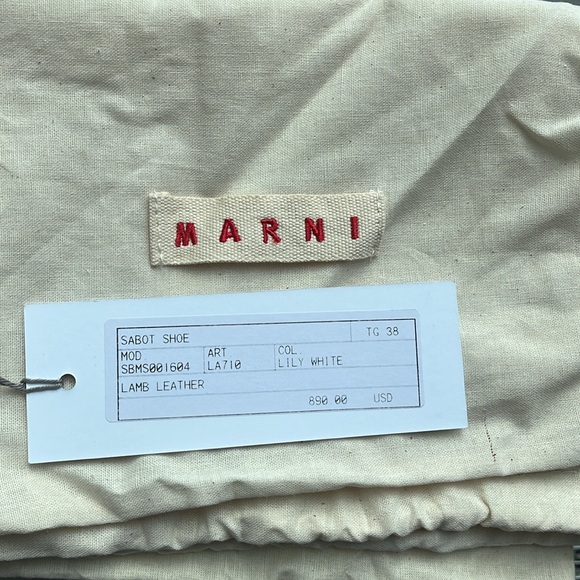 MARNI
SABOT SHOE TG 38
MOD. ART COL.
SBMS001604 LA710 LILY WHITE
LAMB LEATHER
890.00 USD